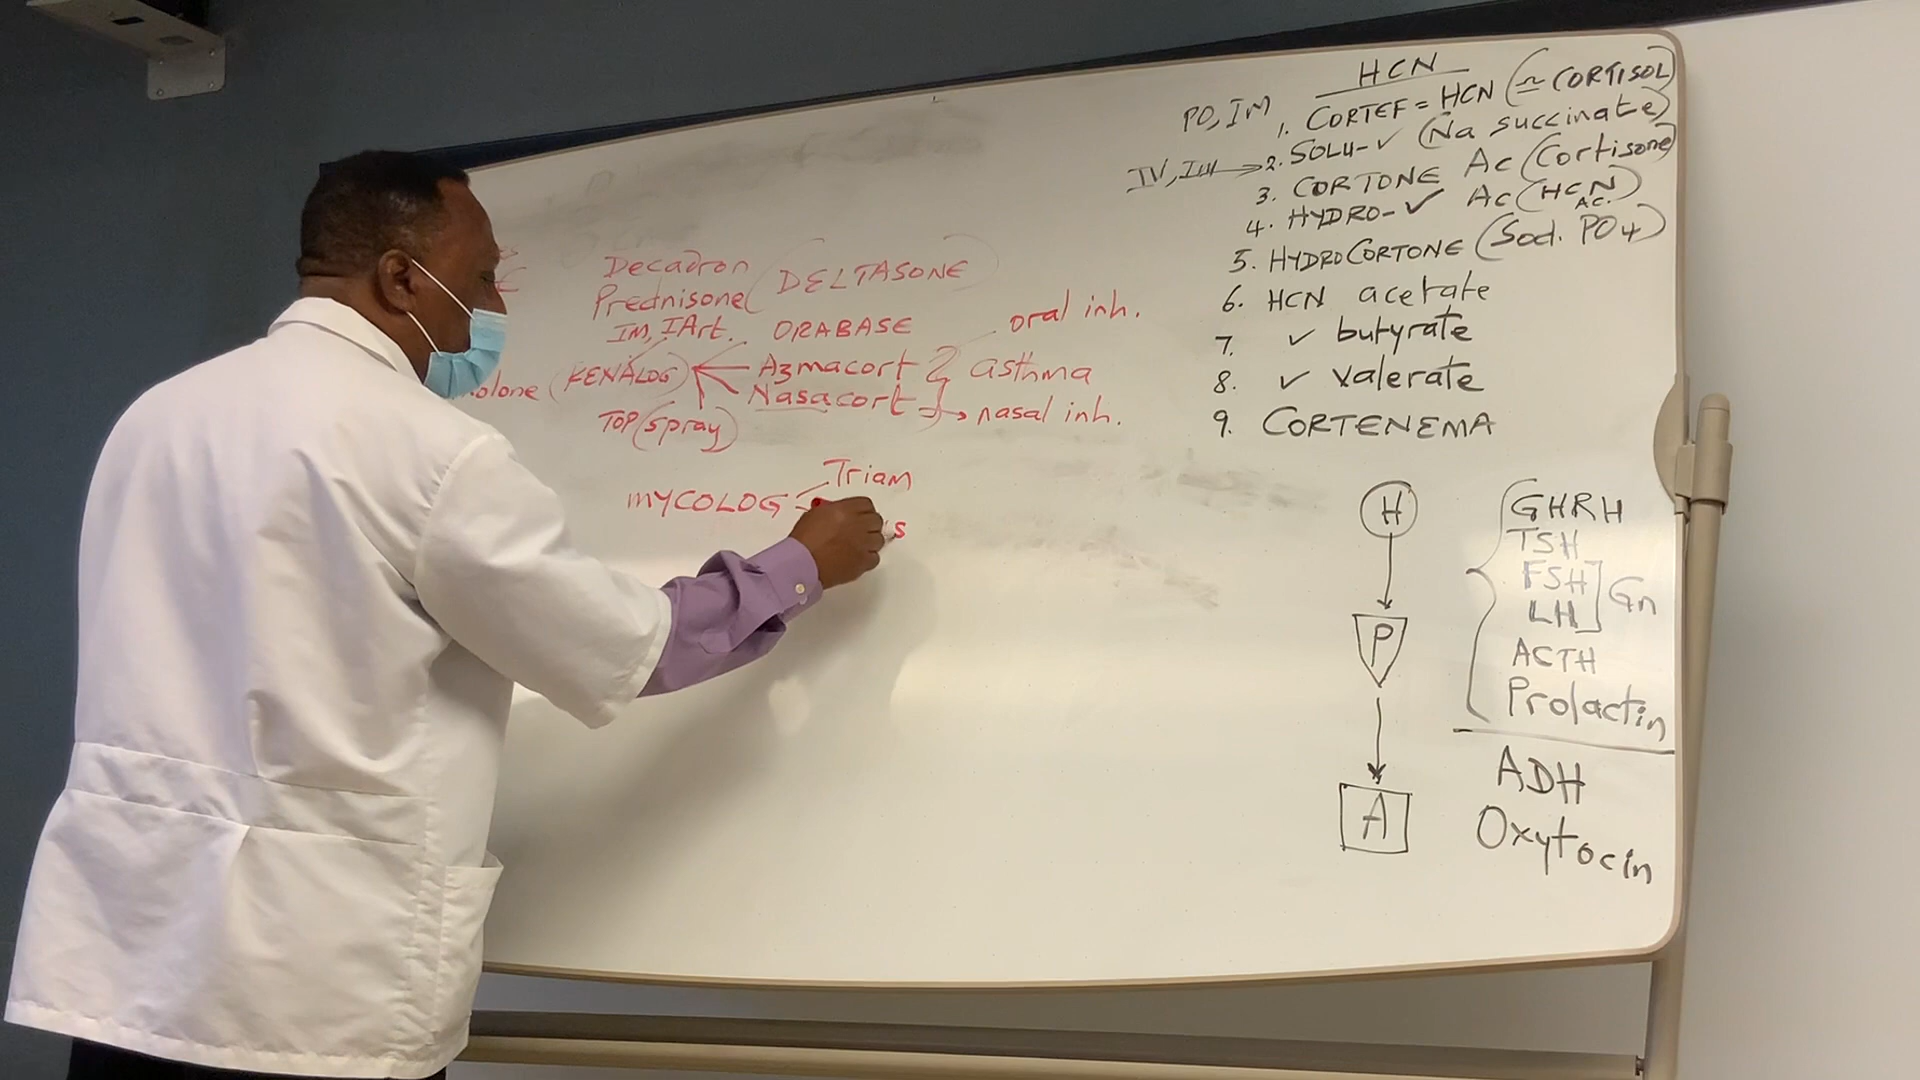 Decadron
Prednisone (DELTASONE)
IM, IArt. ORABASE oral inh.
olone (KENALOG) Azmacort asthma
Nasacort nasal inh.
TOP (spray)
MYCOLOG Triam
s
HCN
PO, IM 1. CORTEF = HCN (≃ CORTISOL)
IV, IM → 2. SOLU- ✓ (Na succinate)
3. CORTONE Ac (Cortisone)
4. HYDRO- ✓ Ac (HCN AC.)
5. HYDROCORTONE (Sod. PO4)
6. HCN acetate
7. ✓ butyrate
8. ✓ valerate
9. CORTENEMA
H
P
A
GHRH
TSH
FSH
LH Gn
ACTH
Prolactin
ADH
Oxytocin